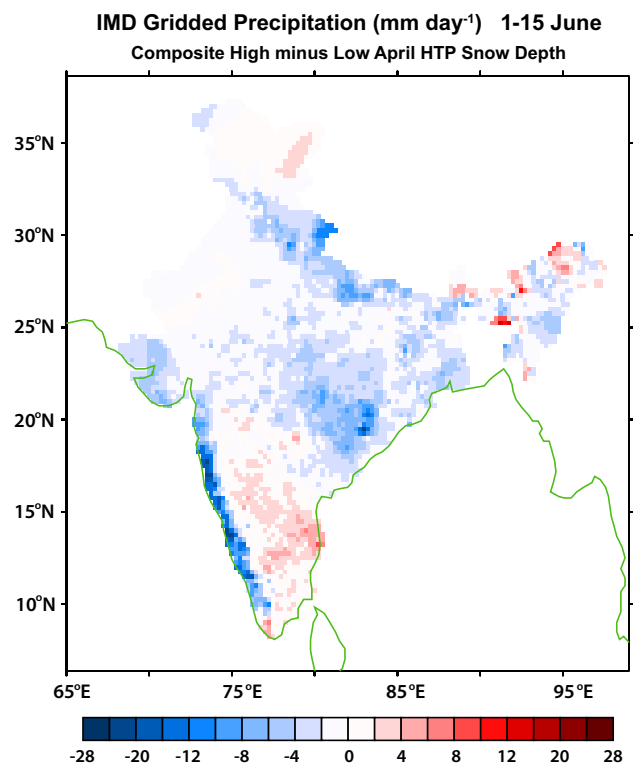 IMD Gridded Precipitation (mm day⁻¹) 1-15 June
Composite High minus Low April HTP Snow Depth
35°N
30°N
25°N
20°N
15°N
10°N
65°E 75°E 85°E 95°E
-28 -20 -12 -8 -4 0 4 8 12 20 28